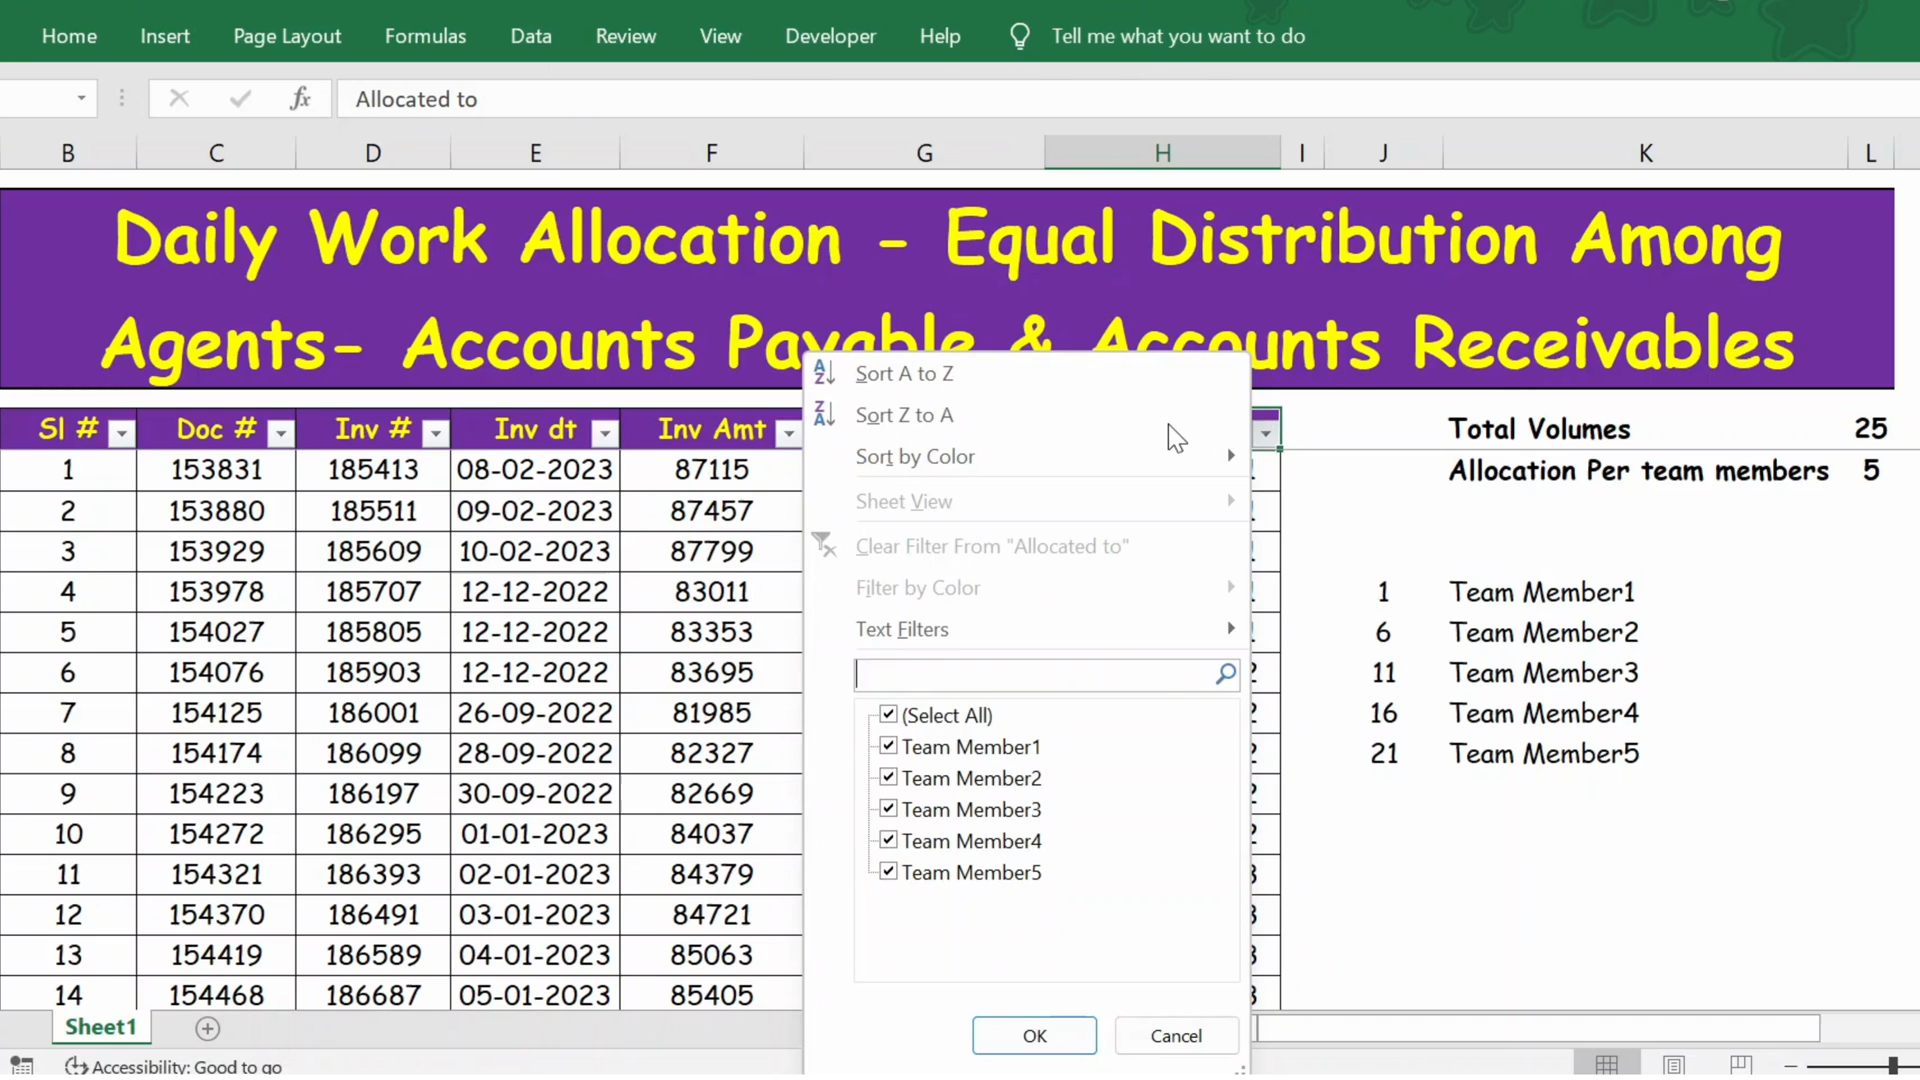 Home Insert Page Layout Formulas Data Review View Developer Help Tell me what you want to do
fx Allocated to
B C D E F G H I J K L
Daily Work Allocation - Equal Distribution Among
Agents- Accounts Payable & Accounts Receivables
Sl # Doc # Inv # Inv dt Inv Amt
1 153831 185413 08-02-2023 87115
2 153880 185511 09-02-2023 87457
3 153929 185609 10-02-2023 87799
4 153978 185707 12-12-2022 83011
5 154027 185805 12-12-2022 83353
6 154076 185903 12-12-2022 83695
7 154125 186001 26-09-2022 81985
8 154174 186099 28-09-2022 82327
9 154223 186197 30-09-2022 82669
10 154272 186295 01-01-2023 84037
11 154321 186393 02-01-2023 84379
12 154370 186491 03-01-2023 84721
13 154419 186589 04-01-2023 85063
14 154468 186687 05-01-2023 85405
Sort A to Z
Sort Z to A
Sort by Color
Sheet View
Clear Filter From "Allocated to"
Filter by Color
Text Filters
(Select All)
Team Member1
Team Member2
Team Member3
Team Member4
Team Member5
OK Cancel
Total Volumes 25
Allocation Per team members 5
1 Team Member1
6 Team Member2
11 Team Member3
16 Team Member4
21 Team Member5
Sheet1
Accessibility: Good to go